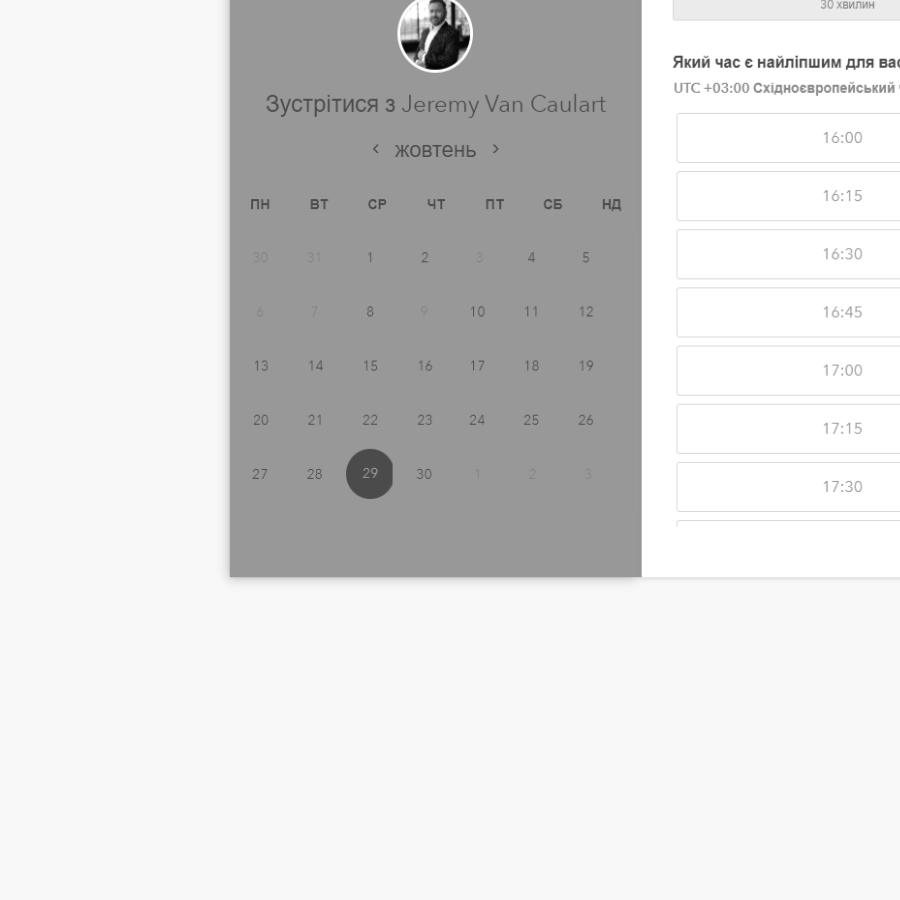 30 хвилин
Який час є найліпшим для вас
UTC +03:00 Східноєвропейський
16:00
16:15
16:30
16:45
17:00
17:15
17:30
Зустрітися з Jeremy Van Caulart
‹ жовтень ›
ПН ВТ СР ЧТ ПТ СБ НД
30 31 1 2 3 4 5
6 7 8 9 10 11 12
13 14 15 16 17 18 19
20 21 22 23 24 25 26
27 28 29 30 1 2 3